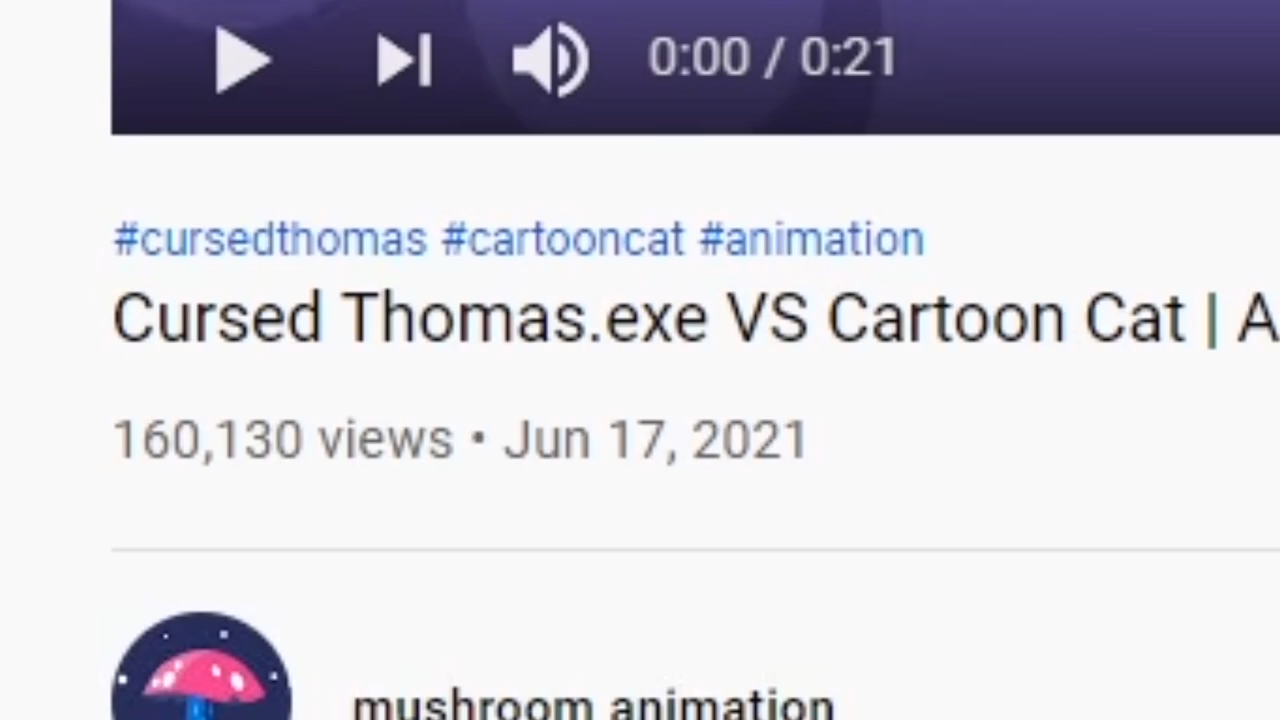 0:00 / 0:21
#cursedthomas #cartooncat #animation
Cursed Thomas.exe VS Cartoon Cat | A
160,130 views • Jun 17, 2021
mushroom animation